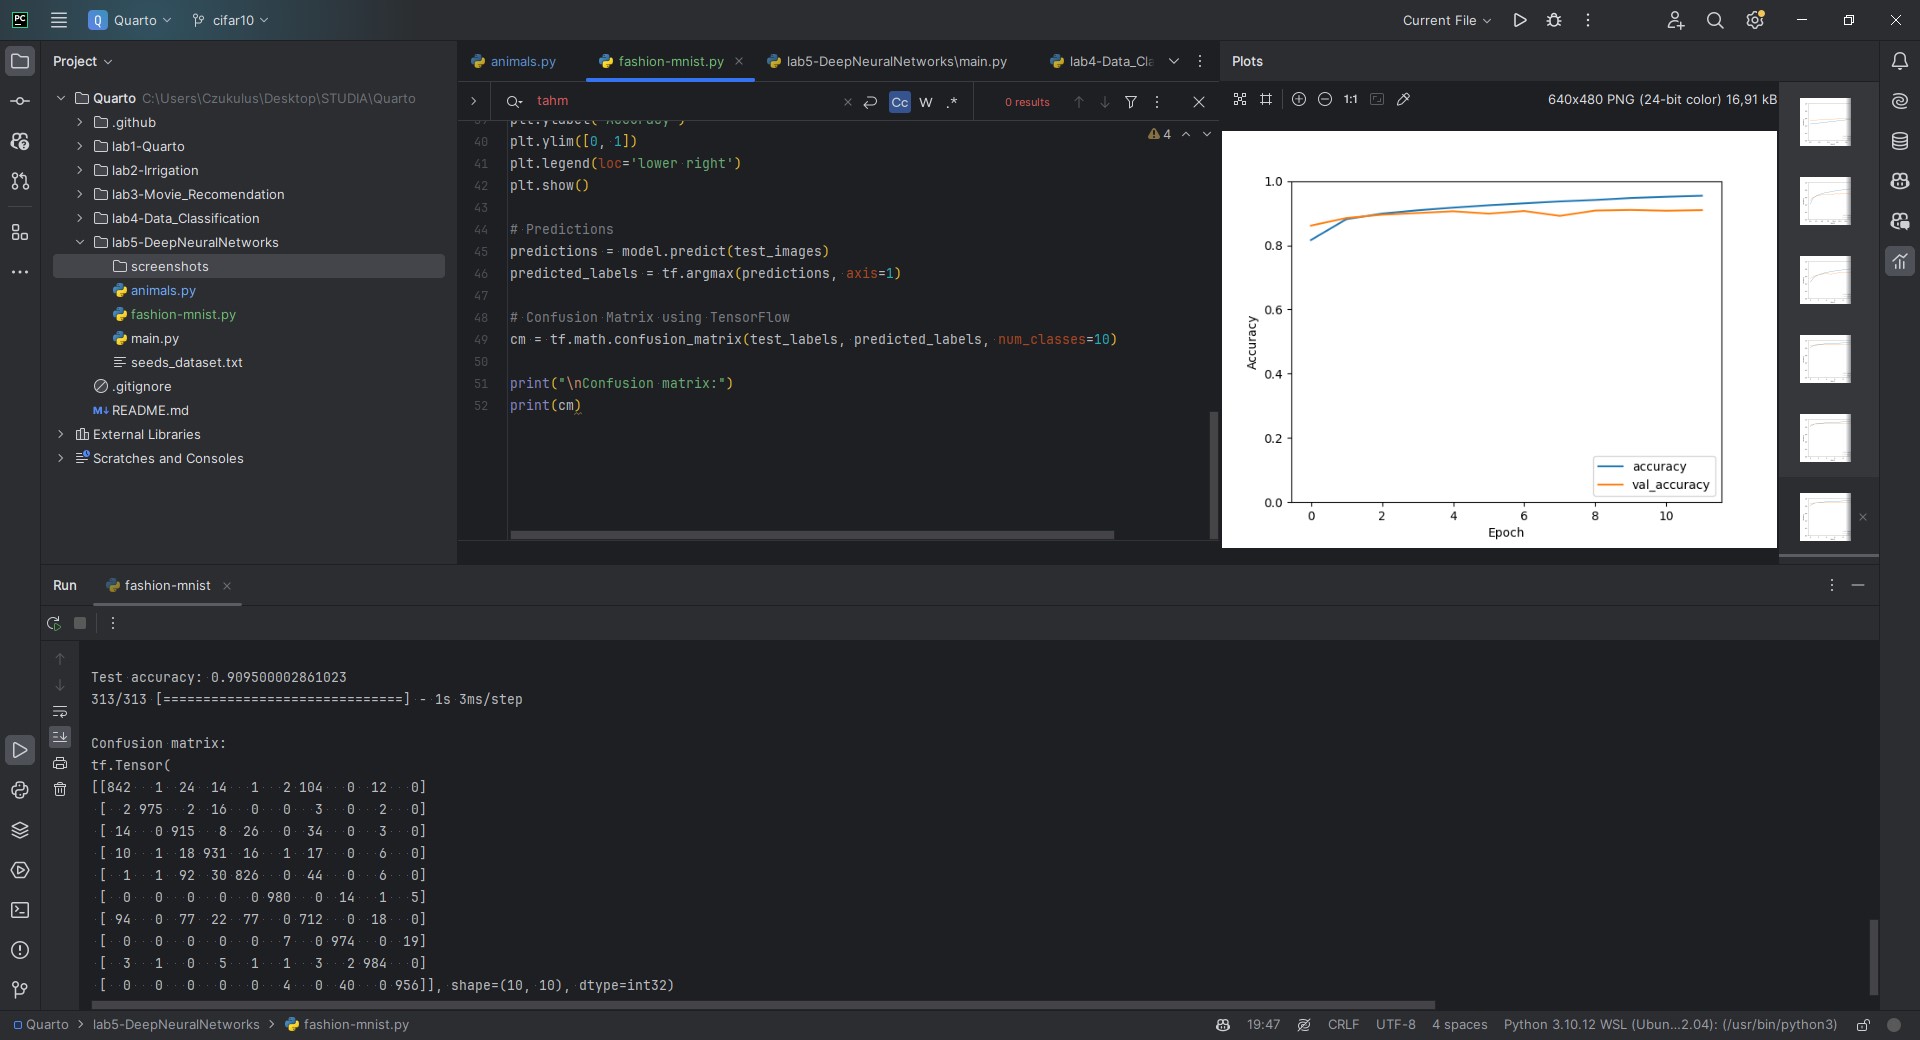 PC
Q Quarto
cifar10
Current File
Project
Quarto C:\Users\Czukulus\Desktop\STUDIA\Quarto
.github
lab1-Quarto
lab2-Irrigation
lab3-Movie_Recomendation
lab4-Data_Classification
lab5-DeepNeuralNetworks
screenshots
animals.py
fashion-mnist.py
main.py
seeds_dataset.txt
.gitignore
M↓ README.md
External Libraries
Scratches and Consoles
animals.py
fashion-mnist.py
lab5-DeepNeuralNetworks\main.py
lab4-Data_Cla
tahm
Cc W .*
0 results
4
39 plt.ylabel('Accuracy')
40 plt.ylim([0, 1])
41 plt.legend(loc='lower right')
42 plt.show()
43
44 # Predictions
45 predictions = model.predict(test_images)
46 predicted_labels = tf.argmax(predictions, axis=1)
47
48 # Confusion Matrix using TensorFlow
49 cm = tf.math.confusion_matrix(test_labels, predicted_labels, num_classes=10)
50
51 print("\nConfusion matrix:")
52 print(cm)
Plots
1:1
640x480 PNG (24-bit color) 16,91 kB
1.0
0.8
0.6
0.4
0.2
0.0
Accuracy
accuracy
val_accuracy
0 2 4 6 8 10
Epoch
Run
fashion-mnist
Test accuracy: 0.909500002861023
313/313 [==============================] - 1s 3ms/step
Confusion matrix:
tf.Tensor(
[[842   1  24  14   1   2 104   0  12   0]
 [  2 975   2  16   0   0   3   0   2   0]
 [ 14   0 915   8  26   0  34   0   3   0]
 [ 10   1  18 931  16   1  17   0   6   0]
 [  1   1  92  30 826   0  44   0   6   0]
 [  0   0   0   0   0 980   0  14   1   5]
 [ 94   0  77  22  77   0 712   0  18   0]
 [  0   0   0   0   0   7   0 974   0  19]
 [  3   1   0   5   1   1   3   2 984   0]
 [  0   0   0   0   0   4   0  40   0 956]], shape=(10, 10), dtype=int32)
Quarto > lab5-DeepNeuralNetworks > fashion-mnist.py
19:47
CRLF
UTF-8
4 spaces
Python 3.10.12 WSL (Ubun...2.04): (/usr/bin/python3)